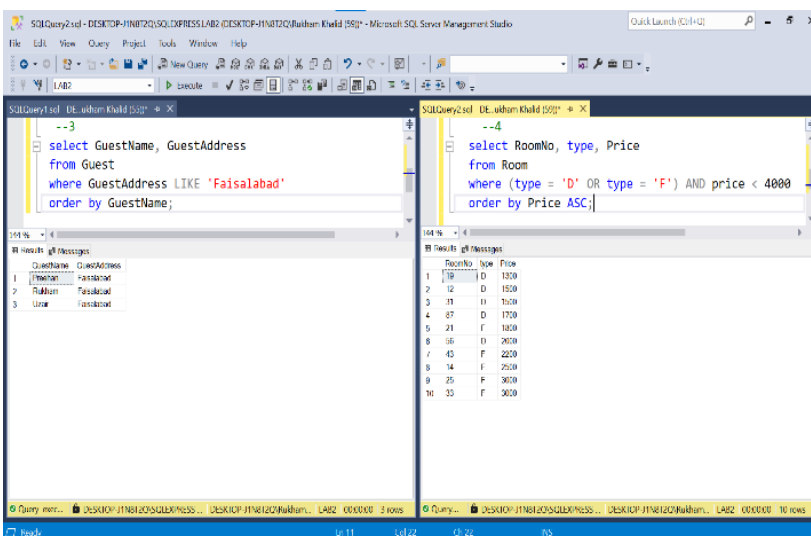 SQLQuery2.sql - DESKTOP-J1N8T2Q\SQLEXPRESS.LAB2 (DESKTOP-J1N8T2Q\Rukham Khalid (59))* - Microsoft SQL Server Management Studio
Quick Launch (Ctrl+Q)
File Edit View Query Project Tools Window Help
New Query
LAB2 Execute
SQLQuery1.sql DE...ukham Khalid (55))*
--3
select GuestName, GuestAddress
from Guest
where GuestAddress LIKE 'Faisalabad'
order by GuestName;
144 %
Results Messages
GuestName GuestAddress
1 Faisalabad
2 Rukham Faisalabad
3 Uzair Faisalabad
Query DESKTOP-J1N8T2Q\SQLEXPRESS... DESKTOP-J1N8T2Q\Rukham... LAB2 00:00:00 3 rows
SQLQuery2.sql DE...ukham Khalid (59))*
--4
select RoomNo, type, Price
from Room
where (type = 'D' OR type = 'F') AND price < 4000
order by Price ASC;
144 %
Results Messages
RoomNo type Price
1 19 D 1300
2 12 D 1500
3 31 D 1500
4 87 D 1700
5 21 F 1800
6 56 D 2000
7 43 F 2200
8 14 F 2500
9 25 F 3000
10 33 F 3000
Query... DESKTOP-J1N8T2Q\SQLEXPRESS... DESKTOP-J1N8T2Q\Rukham... LAB2 00:00:00 10 rows
Ready Ln 11 Col 22 Ch 22 INS